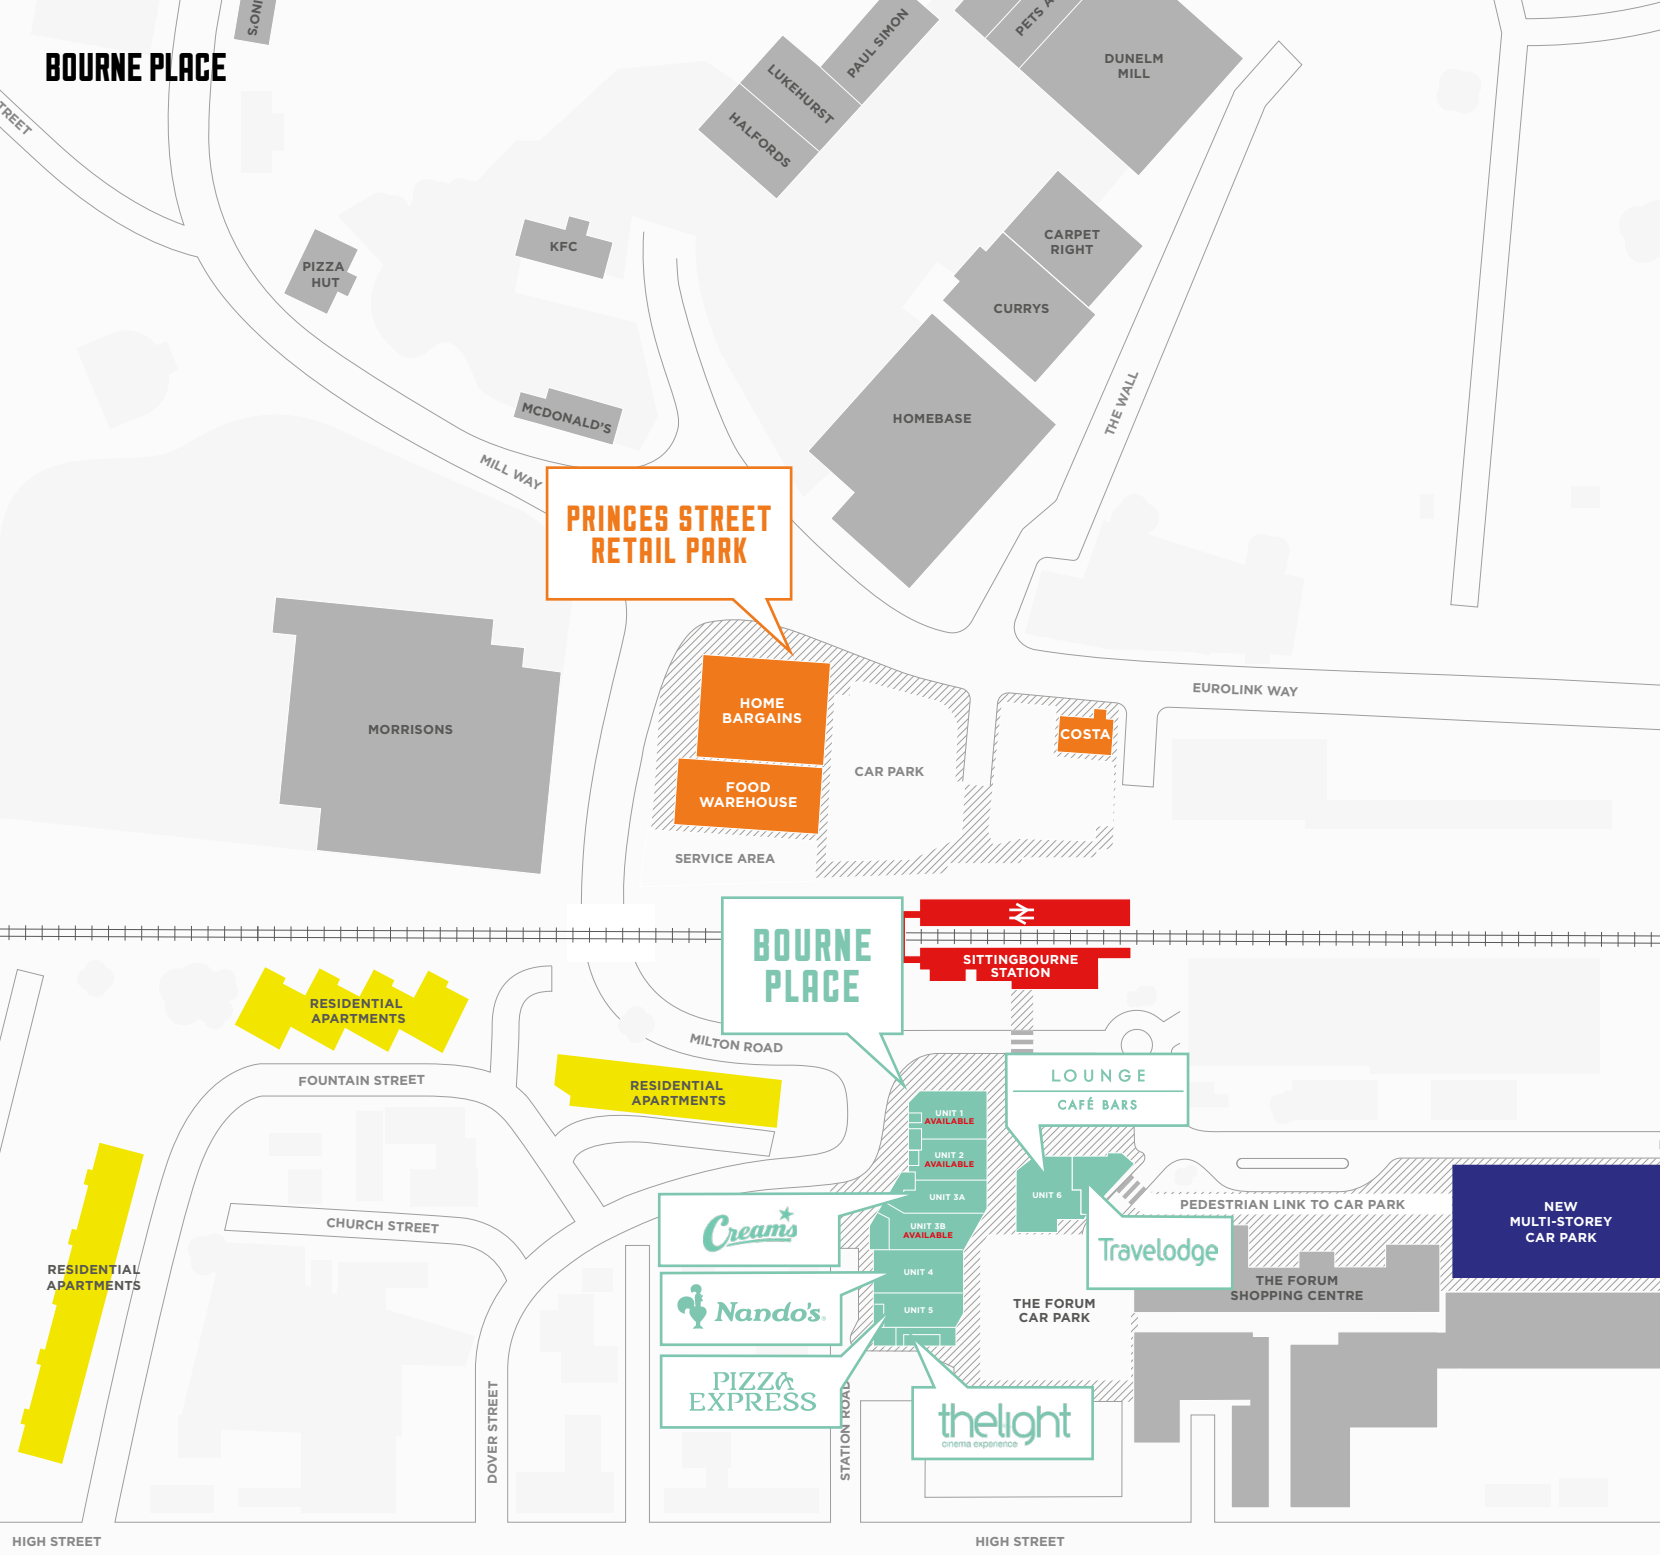 BOURNE PLACE
PAUL SIMON
LUKEHURST
HALFORDS
DUNELM
MILL
KFC
PIZZA
HUT
CARPET
RIGHT
CURRYS
HOMEBASE
THE WALL
MCDONALD'S
MILL WAY
PRINCES STREET
RETAIL PARK
MORRISONS
HOME
BARGAINS
FOOD
WAREHOUSE
CAR PARK
COSTA
EUROLINK WAY
SERVICE AREA
BOURNE
PLACE
SITTINGBOURNE
STATION
RESIDENTIAL
APARTMENTS
MILTON ROAD
FOUNTAIN STREET
RESIDENTIAL
APARTMENTS
LOUNGE
CAFÉ BARS
UNIT 1
AVAILABLE
UNIT 2
AVAILABLE
UNIT 3A
UNIT 3B
AVAILABLE
UNIT 4
UNIT 5
UNIT 6
PEDESTRIAN LINK TO CAR PARK
NEW
MULTI-STOREY
CAR PARK
CHURCH STREET
Creams
Travelodge
RESIDENTIAL
APARTMENTS
Nando's®
THE FORUM
CAR PARK
THE FORUM
SHOPPING CENTRE
PIZZA
EXPRESS
thelight
cinema experience
DOVER STREET
STATION ROAD
HIGH STREET
HIGH STREET